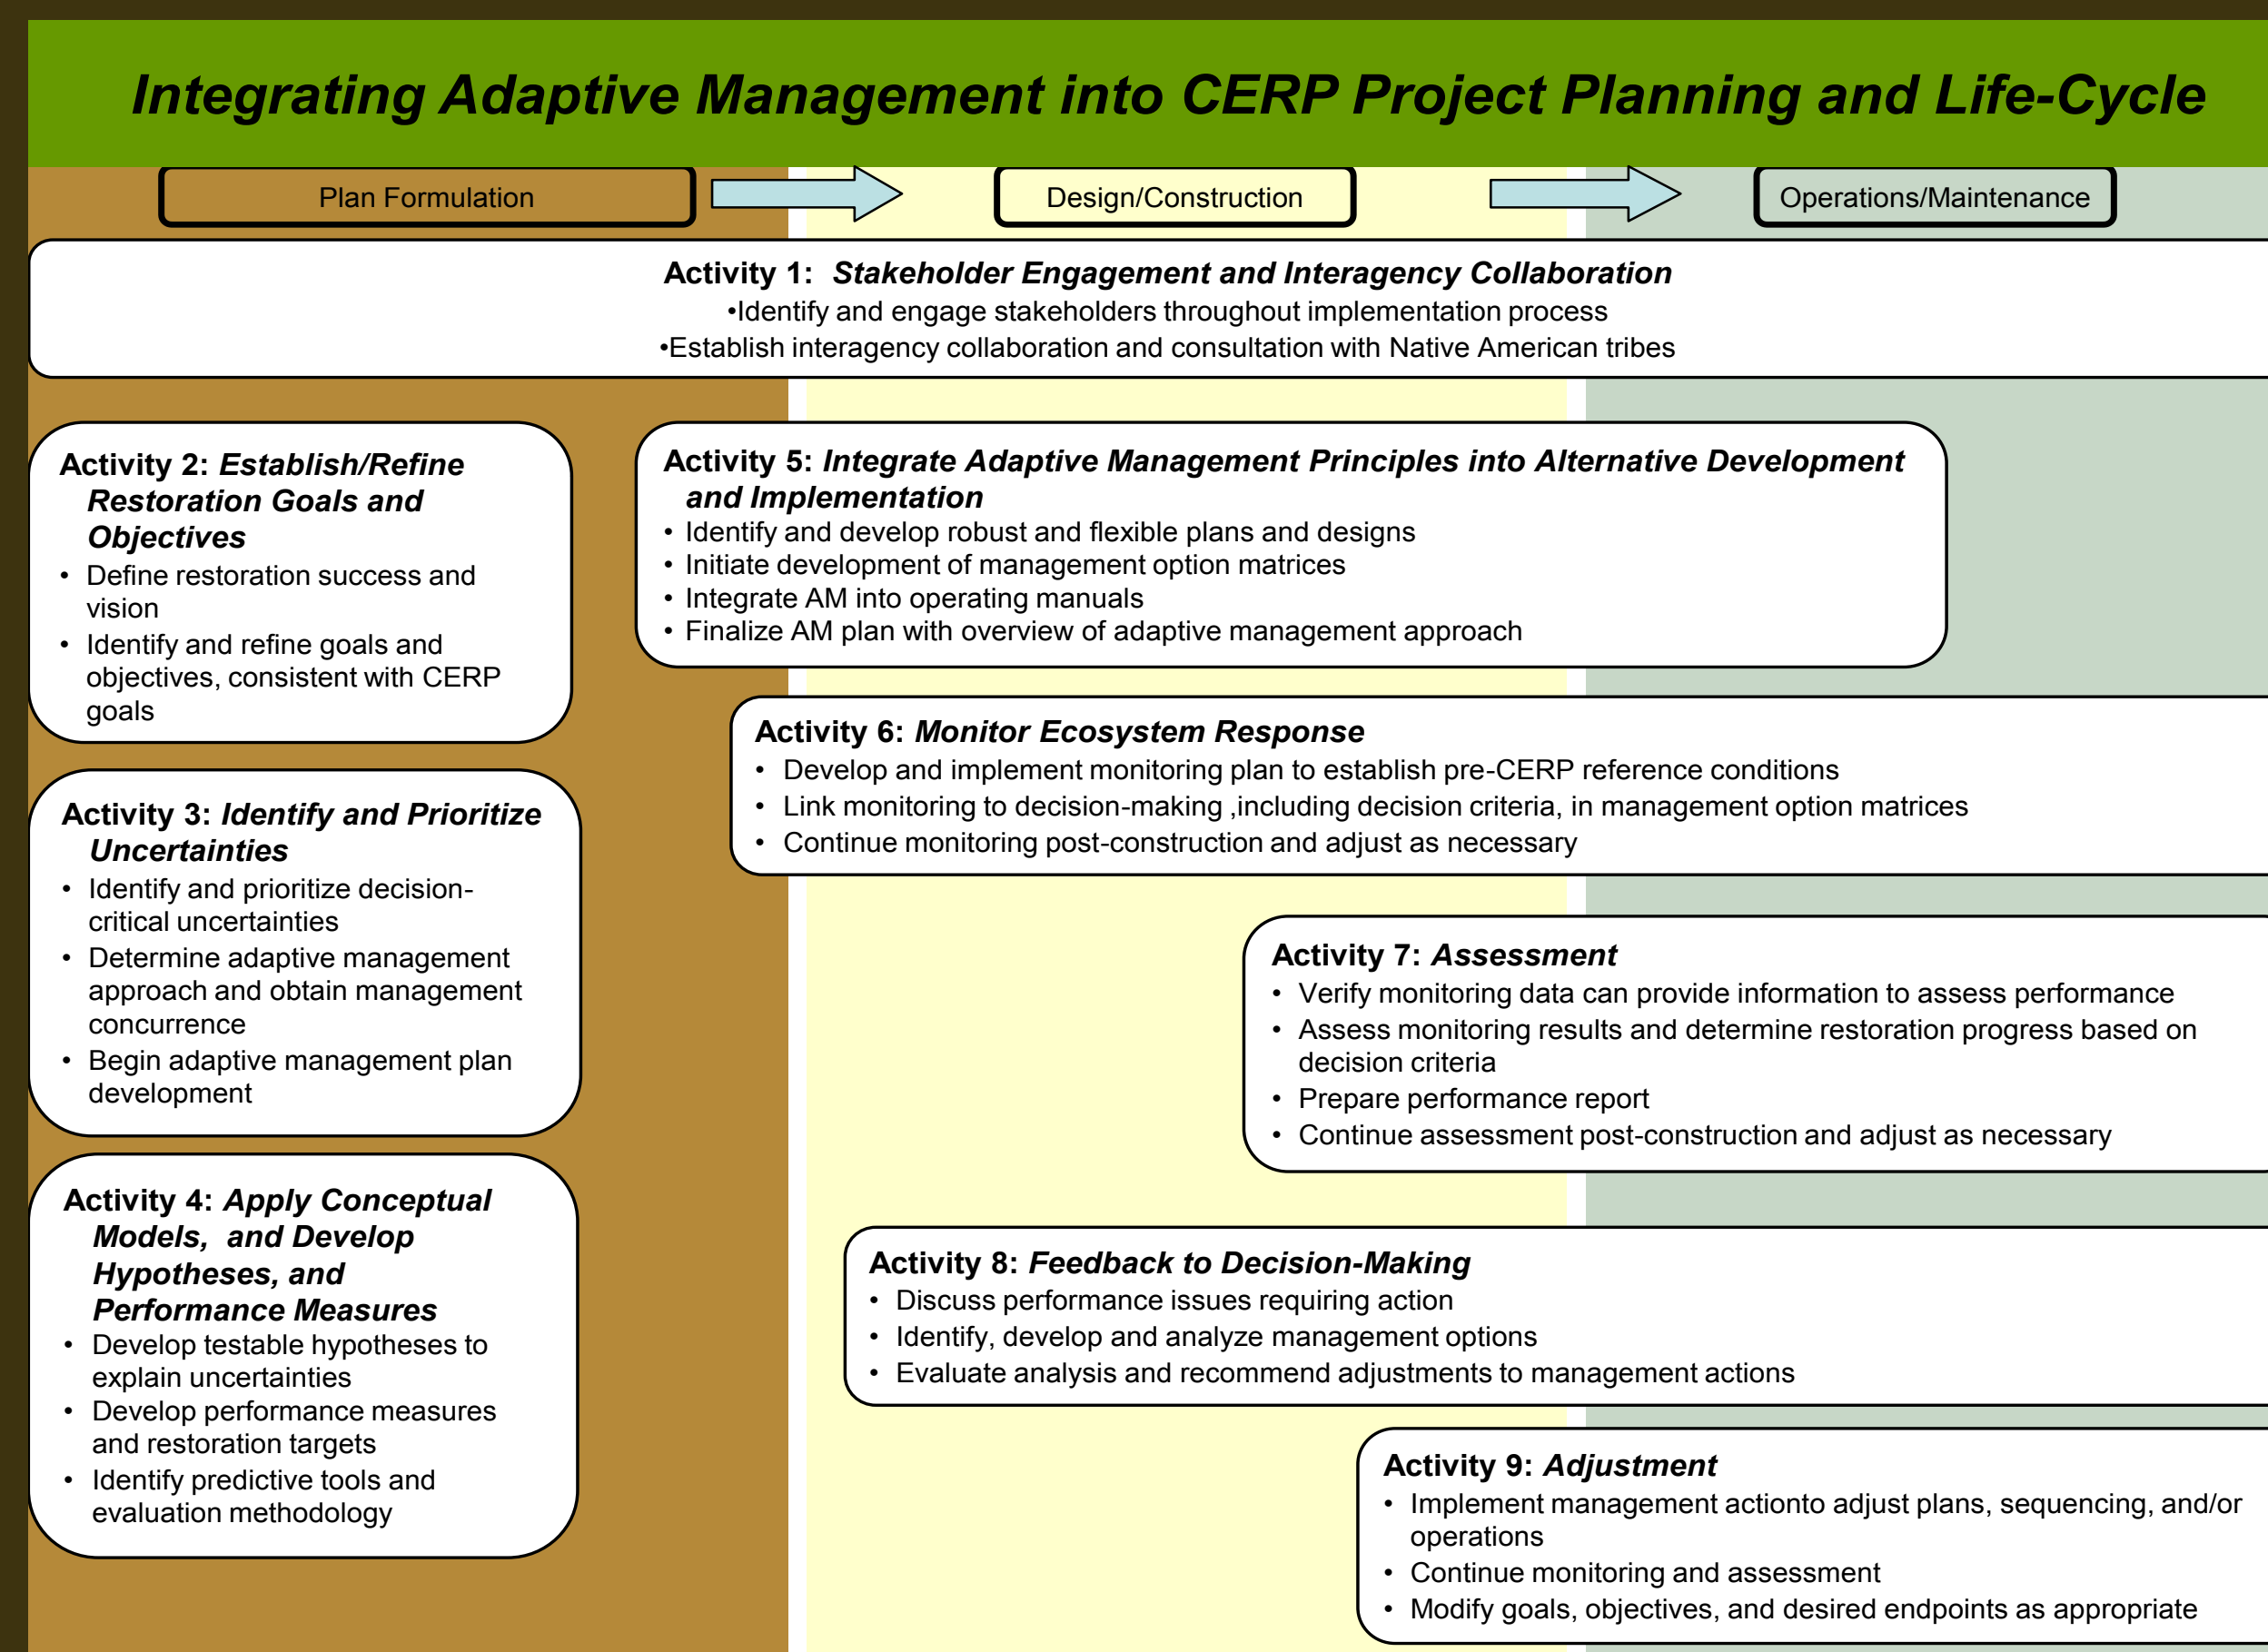 Integrating Adaptive Management into CERP Project Planning and Life-Cycle
Plan Formulation
Design/Construction
Operations/Maintenance
Activity 1: Stakeholder Engagement and Interagency Collaboration
•Identify and engage stakeholders throughout implementation process
•Establish interagency collaboration and consultation with Native American tribes
Activity 2: Establish/Refine
Restoration Goals and
Objectives
• Define restoration success and
vision
• Identify and refine goals and
objectives, consistent with CERP
goals
Activity 3: Identify and Prioritize
Uncertainties
• Identify and prioritize decision-
critical uncertainties
• Determine adaptive management
approach and obtain management
concurrence
• Begin adaptive management plan
development
Activity 4: Apply Conceptual
Models, and Develop
Hypotheses, and
Performance Measures
• Develop testable hypotheses to
explain uncertainties
• Develop performance measures
and restoration targets
• Identify predictive tools and
evaluation methodology
Activity 5: Integrate Adaptive Management Principles into Alternative Development
and Implementation
• Identify and develop robust and flexible plans and designs
• Initiate development of management option matrices
• Integrate AM into operating manuals
• Finalize AM plan with overview of adaptive management approach
Activity 6: Monitor Ecosystem Response
• Develop and implement monitoring plan to establish pre-CERP reference conditions
• Link monitoring to decision-making ,including decision criteria, in management option matrices
• Continue monitoring post-construction and adjust as necessary
Activity 7: Assessment
• Verify monitoring data can provide information to assess performance
• Assess monitoring results and determine restoration progress based on
decision criteria
• Prepare performance report
• Continue assessment post-construction and adjust as necessary
Activity 8: Feedback to Decision-Making
• Discuss performance issues requiring action
• Identify, develop and analyze management options
• Evaluate analysis and recommend adjustments to management actions
Activity 9: Adjustment
• Implement management actionto adjust plans, sequencing, and/or
operations
• Continue monitoring and assessment
• Modify goals, objectives, and desired endpoints as appropriate